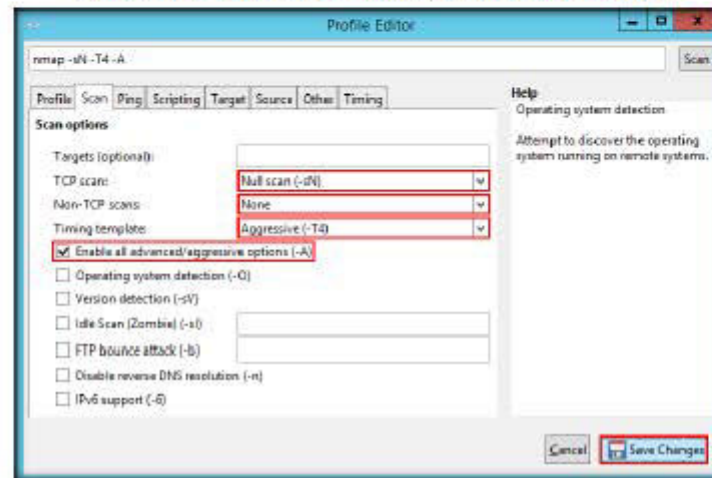 Profile Editor
nmap -sN -T4 -A
Scan
Profile Scan Ping Scripting Target Source Other Timing
Scan options
Targets (optional):
TCP scan: Null scan (-sN)
Non-TCP scans: None
Timing template: Aggressive (-T4)
Enable all advanced/aggressive options (-A)
Operating system detection (-O)
Version detection (-sV)
Idle Scan (Zombie) (-sI)
FTP bounce attack (-b)
Disable reverse DNS resolution (-n)
IPv6 support (-6)
Help
Operating system detection
Attempt to discover the operating
system running on remote systems.
Cancel
Save Changes